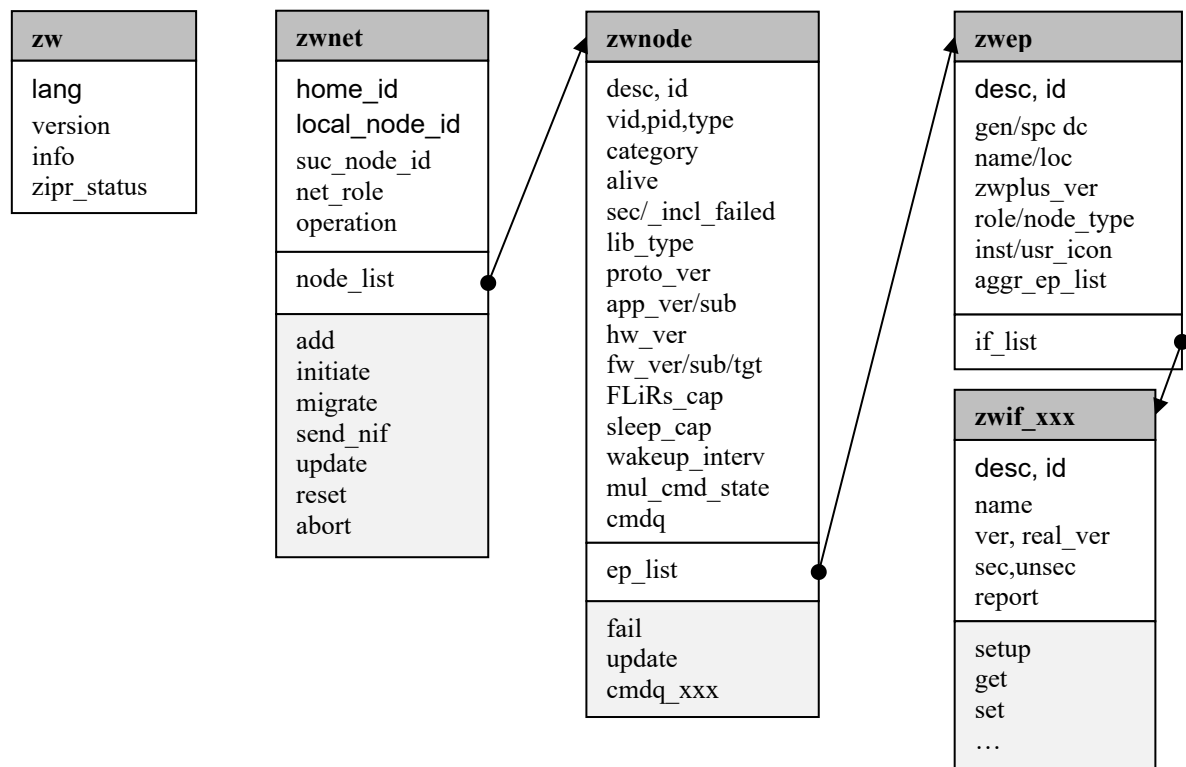 zw
lang
version
info
zipr_status
zwnet
home_id
local_node_id
suc_node_id
net_role
operation
node_list
add
initiate
migrate
send_nif
update
reset
abort
zwnode
desc, id
vid,pid,type
category
alive
sec/_incl_failed
lib_type
proto_ver
app_ver/sub
hw_ver
fw_ver/sub/tgt
FLiRs_cap
sleep_cap
wakeup_interv
mul_cmd_state
cmdq
ep_list
fail
update
cmdq_xxx
zwep
desc, id
gen/spc dc
name/loc
zwplus_ver
role/node_type
inst/usr_icon
aggr_ep_list
if_list
zwif_xxx
desc, id
name
ver, real_ver
sec,unsec
report
setup
get
set
…